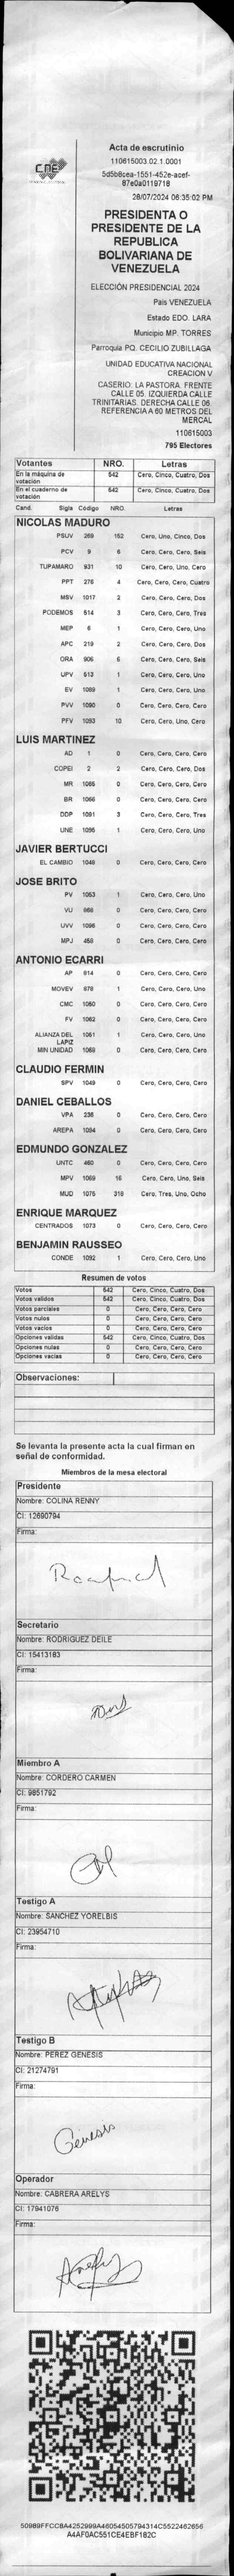 CNE
Acta de escrutinio
110615003.02.1.0001
5d5b8cea-1551-452e-acef-
87e0a0119718
28/07/2024 06:35:02 PM
PRESIDENTA O
PRESIDENTE DE LA
REPUBLICA
BOLIVARIANA DE
VENEZUELA
ELECCIÓN PRESIDENCIAL 2024
País VENEZUELA
Estado EDO. LARA
Municipio MP. TORRES
Parroquia PQ. CECILIO ZUBILLAGA
UNIDAD EDUCATIVA NACIONAL
CREACION V
CASERIO: LA PASTORA. FRENTE
CALLE 05. IZQUIERDA CALLE
TRINITARIAS. DERECHA CALLE 06.
REFERENCIA A 60 METROS DEL
MERCAL
110615003
795 Electores
Votantes NRO. Letras
En la máquina de votación 542 Cero, Cinco, Cuatro, Dos
En el cuaderno de votación 542 Cero, Cinco, Cuatro, Dos
Cand. Sigla Código NRO. Letras
NICOLAS MADURO
PSUV 269 152 Cero, Uno, Cinco, Dos
PCV 9 6 Cero, Cero, Cero, Seis
TUPAMARO 931 10 Cero, Cero, Uno, Cero
PPT 276 4 Cero, Cero, Cero, Cuatro
MSV 1017 2 Cero, Cero, Cero, Dos
PODEMOS 514 3 Cero, Cero, Cero, Tres
MEP 6 1 Cero, Cero, Cero, Uno
APC 219 2 Cero, Cero, Cero, Dos
ORA 906 6 Cero, Cero, Cero, Seis
UPV 513 1 Cero, Cero, Cero, Uno
EV 1089 1 Cero, Cero, Cero, Uno
PVV 1090 0 Cero, Cero, Cero, Cero
PFV 1093 10 Cero, Cero, Uno, Cero
LUIS MARTINEZ
AD 1 0 Cero, Cero, Cero, Cero
COPEI 2 2 Cero, Cero, Cero, Dos
MR 1065 0 Cero, Cero, Cero, Cero
BR 1066 0 Cero, Cero, Cero, Cero
DDP 1091 3 Cero, Cero, Cero, Tres
UNE 1095 1 Cero, Cero, Cero, Uno
JAVIER BERTUCCI
EL CAMBIO 1048 0 Cero, Cero, Cero, Cero
JOSE BRITO
PV 1053 1 Cero, Cero, Cero, Uno
VU 868 0 Cero, Cero, Cero, Cero
UVV 1096 0 Cero, Cero, Cero, Cero
MPJ 458 0 Cero, Cero, Cero, Cero
ANTONIO ECARRI
AP 814 0 Cero, Cero, Cero, Cero
MOVEV 878 1 Cero, Cero, Cero, Uno
CMC 1050 0 Cero, Cero, Cero, Cero
FV 1062 0 Cero, Cero, Cero, Cero
ALIANZA DEL LAPIZ 1051 1 Cero, Cero, Cero, Uno
MIN UNIDAD 1068 0 Cero, Cero, Cero, Cero
CLAUDIO FERMIN
SPV 1049 0 Cero, Cero, Cero, Cero
DANIEL CEBALLOS
VPA 236 0 Cero, Cero, Cero, Cero
AREPA 1094 0 Cero, Cero, Cero, Cero
EDMUNDO GONZALEZ
UNTC 460 0 Cero, Cero, Cero, Cero
MPV 1069 16 Cero, Cero, Uno, Seis
MUD 1075 318 Cero, Tres, Uno, Ocho
ENRIQUE MARQUEZ
CENTRADOS 1073 0 Cero, Cero, Cero, Cero
BENJAMIN RAUSSEO
CONDE 1092 1 Cero, Cero, Cero, Uno
Resumen de votos
Votos 542 Cero, Cinco, Cuatro, Dos
Votos validos 542 Cero, Cinco, Cuatro, Dos
Votos parciales 0 Cero, Cero, Cero, Cero
Votos nulos 0 Cero, Cero, Cero, Cero
Votos vacios 0 Cero, Cero, Cero, Cero
Opciones validas 542 Cero, Cinco, Cuatro, Dos
Opciones nulas 0 Cero, Cero, Cero, Cero
Opciones vacias 0 Cero, Cero, Cero, Cero
Observaciones:
Se levanta la presente acta la cual firman en
señal de conformidad.
Miembros de la mesa electoral
Presidente
Nombre: COLINA RENNY
CI: 12690794
Firma:
Secretario
Nombre: RODRIGUEZ DEILE
CI: 15413183
Firma:
Miembro A
Nombre: CORDERO CARMEN
CI: 9851792
Firma:
Testigo A
Nombre: SANCHEZ YORELBIS
CI: 23954710
Firma:
Testigo B
Nombre: PEREZ GENESIS
CI: 21274791
Firma:
Genesis
Operador
Nombre: CABRERA ARELYS
CI: 17941076
Firma:
Arelys
50989FFCC8A4252999A46054505794314C5522462656
A4AF0AC551CE4EBF182C